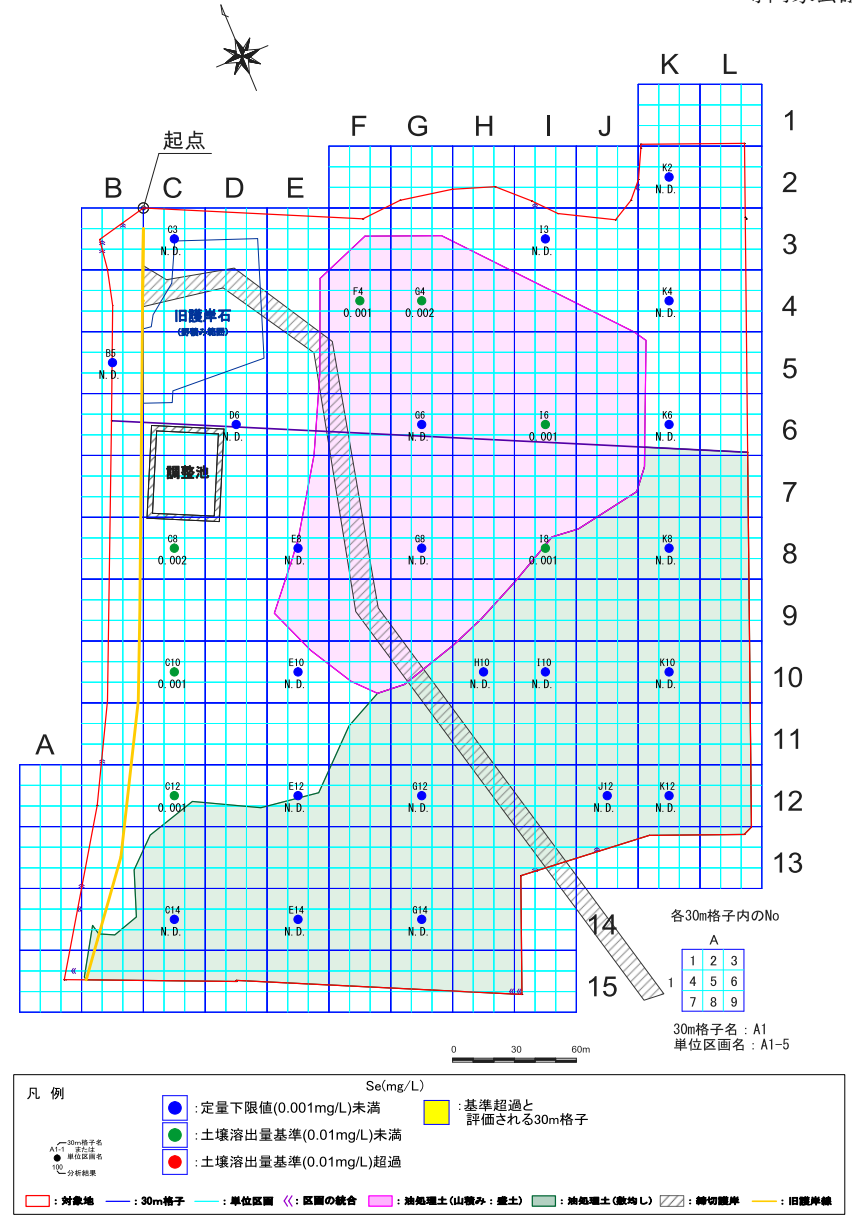 K L
1
起点
F G H I J
2
K2
N.D.
B C D E
3
C3
N.D.
I3
N.D.
F4
0.001
G4
0.002
K4
N.D.
4
旧護岸石
B5
N.D.
5
D6
N.D.
G6
N.D.
I6
0.001
K6
N.D.
6
調整池
7
C8
0.002
E8
N.D.
G8
N.D.
I8
0.001
K8
N.D.
8
9
C10
0.001
E10
N.D.
H10
N.D.
I10
N.D.
K10
N.D.
10
11
A
C12
0.001
E12
N.D.
G12
N.D.
J12
N.D.
K12
N.D.
12
13
C14
N.D.
E14
N.D.
G14
N.D.
14
15
各30m格子内のNo
A
1 2 3
1 4 5 6
7 8 9
30m格子名：A1
単位区画名：A1-5
0 30 60m
凡 例
Se(mg/L)
：定量下限値(0.001mg/L)未満
：土壌溶出量基準(0.01mg/L)未満
：土壌溶出量基準(0.01mg/L)超過
：基準超過と
評価される30m格子
30m格子名
A1-1 または
単位区画名
100 分析結果
：対象地 ：30m格子 ：単位区画 ：区画の統合 ：油処理土(山積み：盛土) ：油処理土(敷均し) ：締切護岸 ：旧護岸線